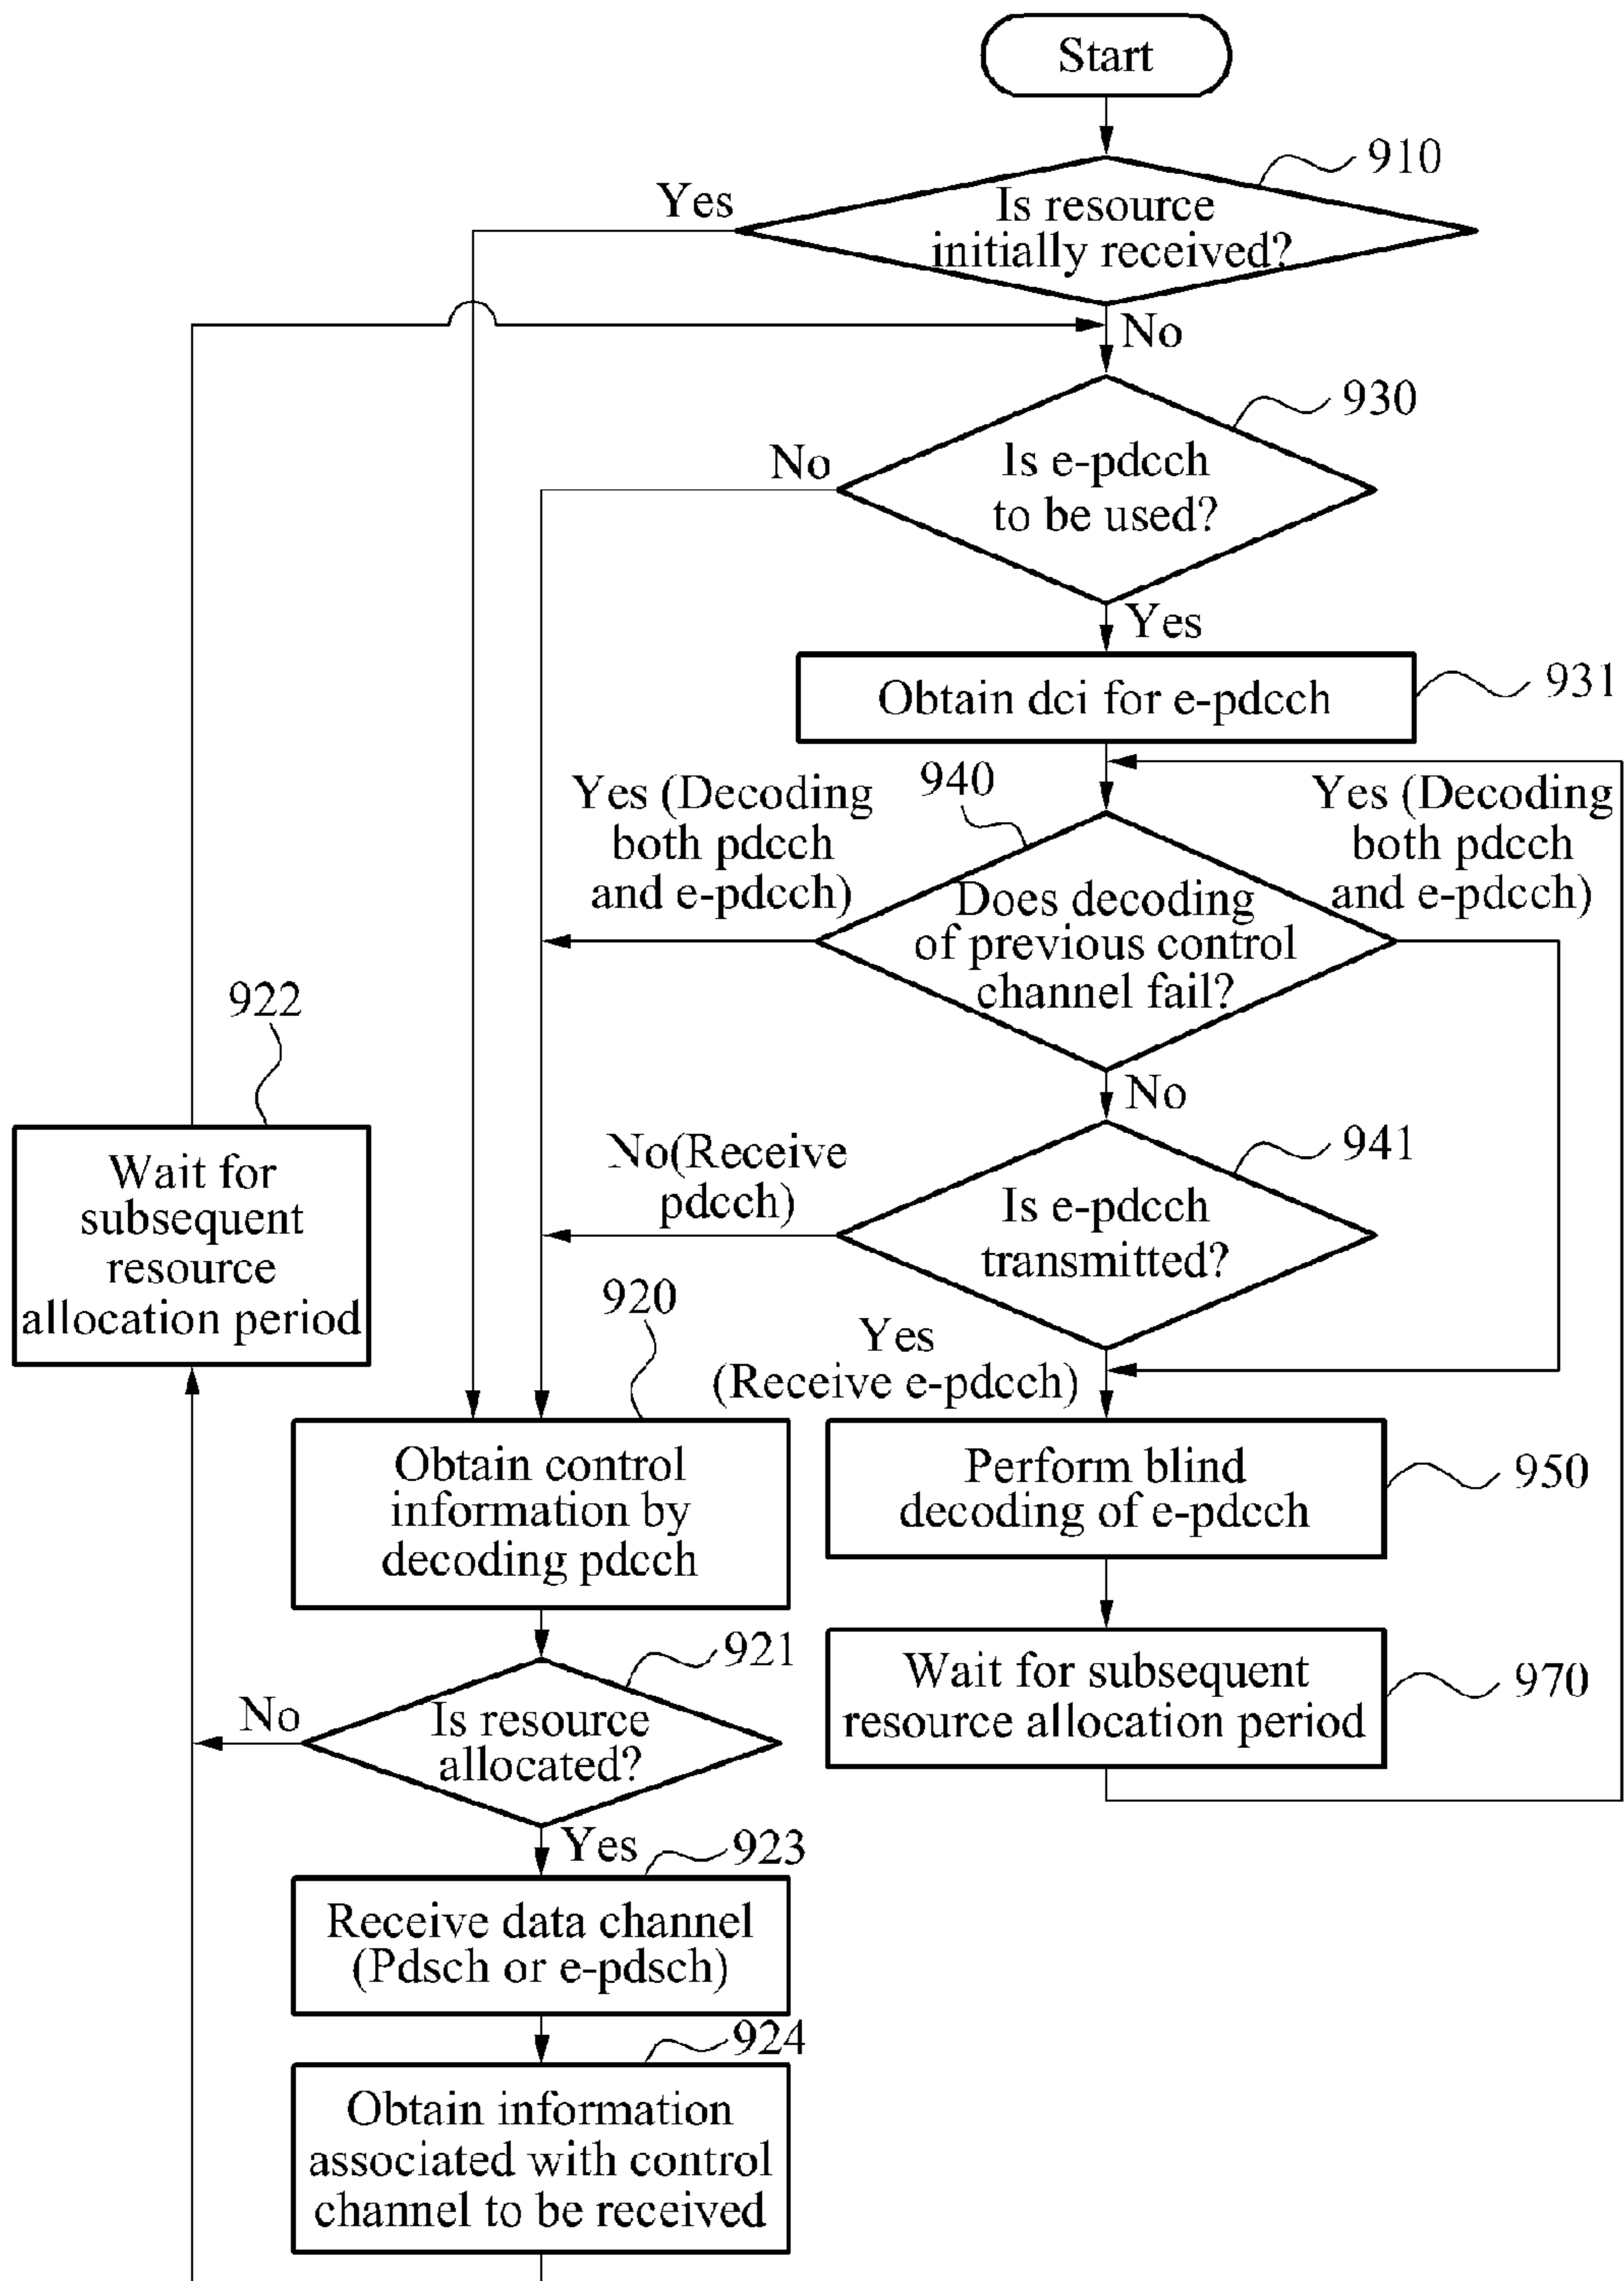 Start
910
Yes
Is resource
initially received?
No
930
No
Is e-pdcch
to be used?
Yes
931
Obtain dci for e-pdcch
Yes (Decoding
both pdcch
and e-pdcch)
940
Yes (Decoding
both pdcch
and e-pdcch)
Does decoding
of previous control
channel fail?
922
No
Wait for
subsequent
resource
allocation period
No(Receive
pdcch)
941
Is e-pdcch
transmitted?
920
Yes
(Receive e-pdcch)
Obtain control
information by
decoding pdcch
Perform blind
decoding of e-pdcch
950
921
No
Is resource
allocated?
Wait for subsequent
resource allocation period
970
Yes
923
Receive data channel
(Pdsch or e-pdsch)
924
Obtain information
associated with control
channel to be received